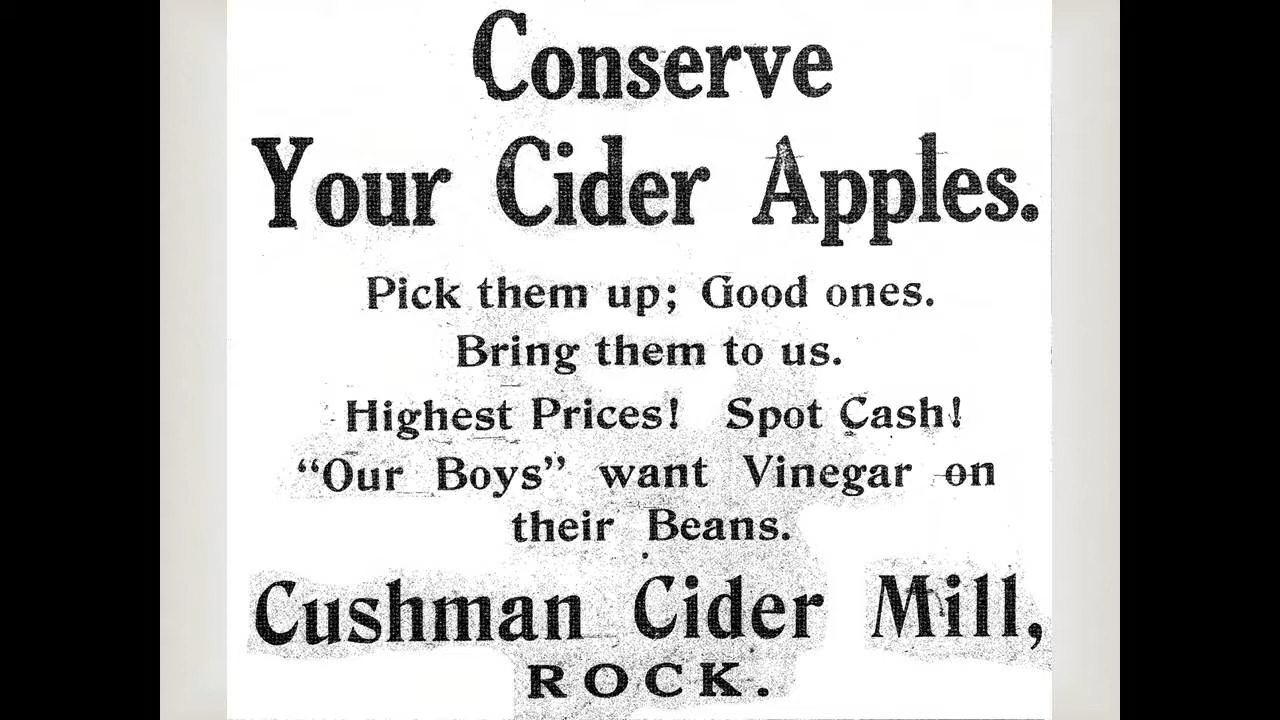 Conserve
Your Cider Apples.
Pick them up; Good ones.
Bring them to us.
Highest Prices! Spot Cash!
“Our Boys” want Vinegar on
their Beans.
Cushman Cider Mill,
ROCK.